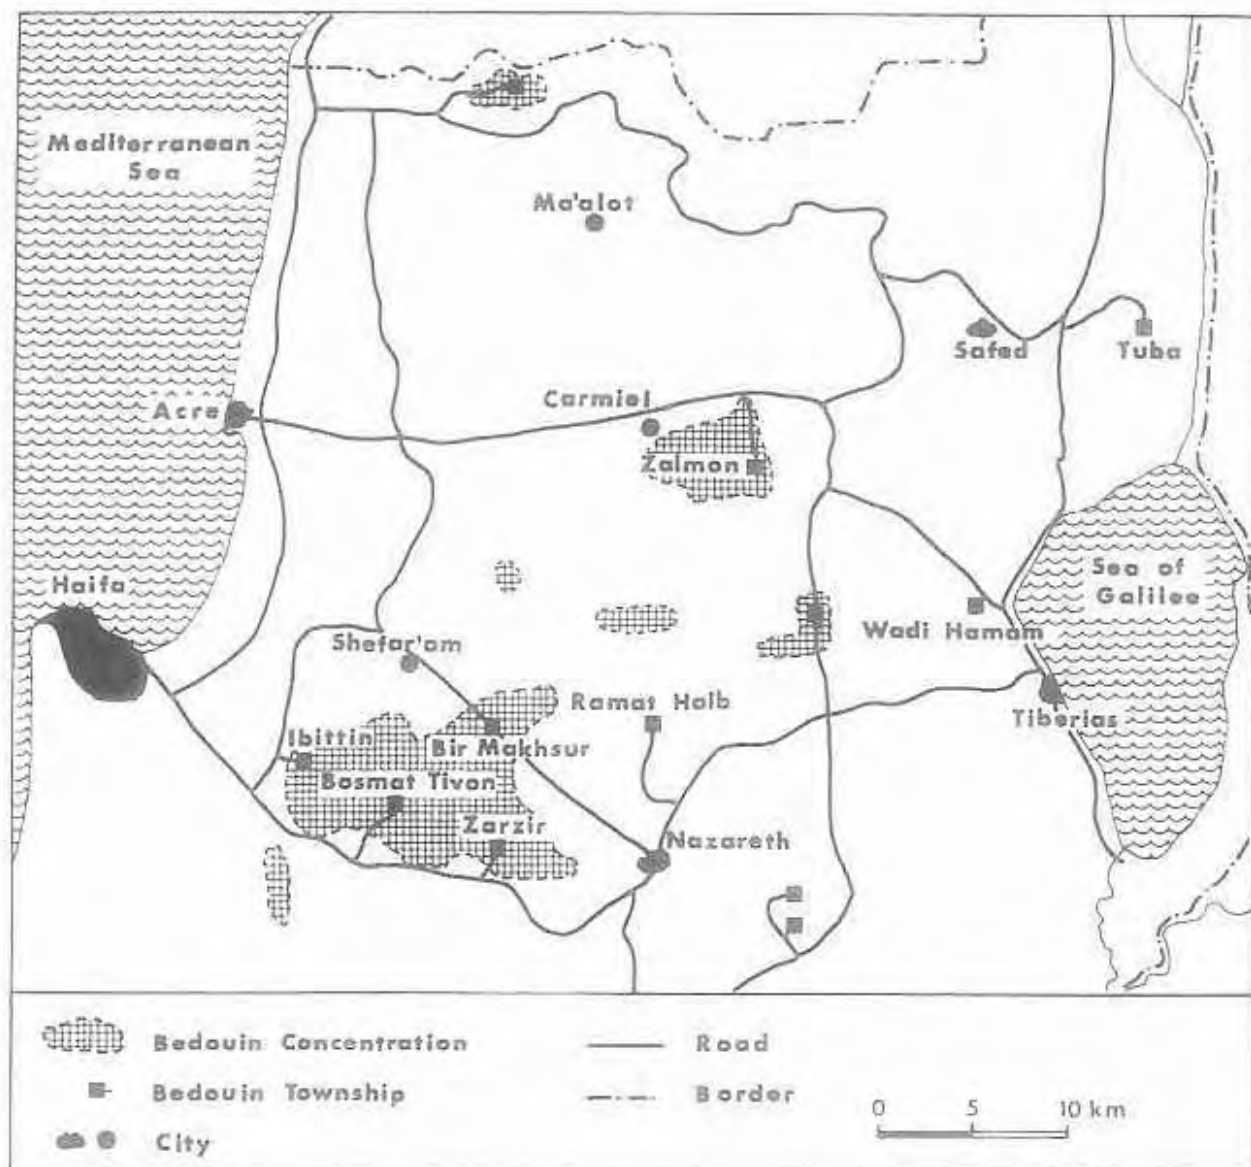 Mediterranean
Sea
Ma'alot
Safed
Tuba
Acre
Carmiel
Zalmon
Haifa
Sea of
Galilee
Shefar'am
Wadi Hamam
Ramat Haib
Tiberias
Ibittin
Bir Makhsur
Bosmat Tivon
Zarzir
Nazareth
Bedouin Concentration
Road
Bedouin Township
Border
0 5 10 km
City